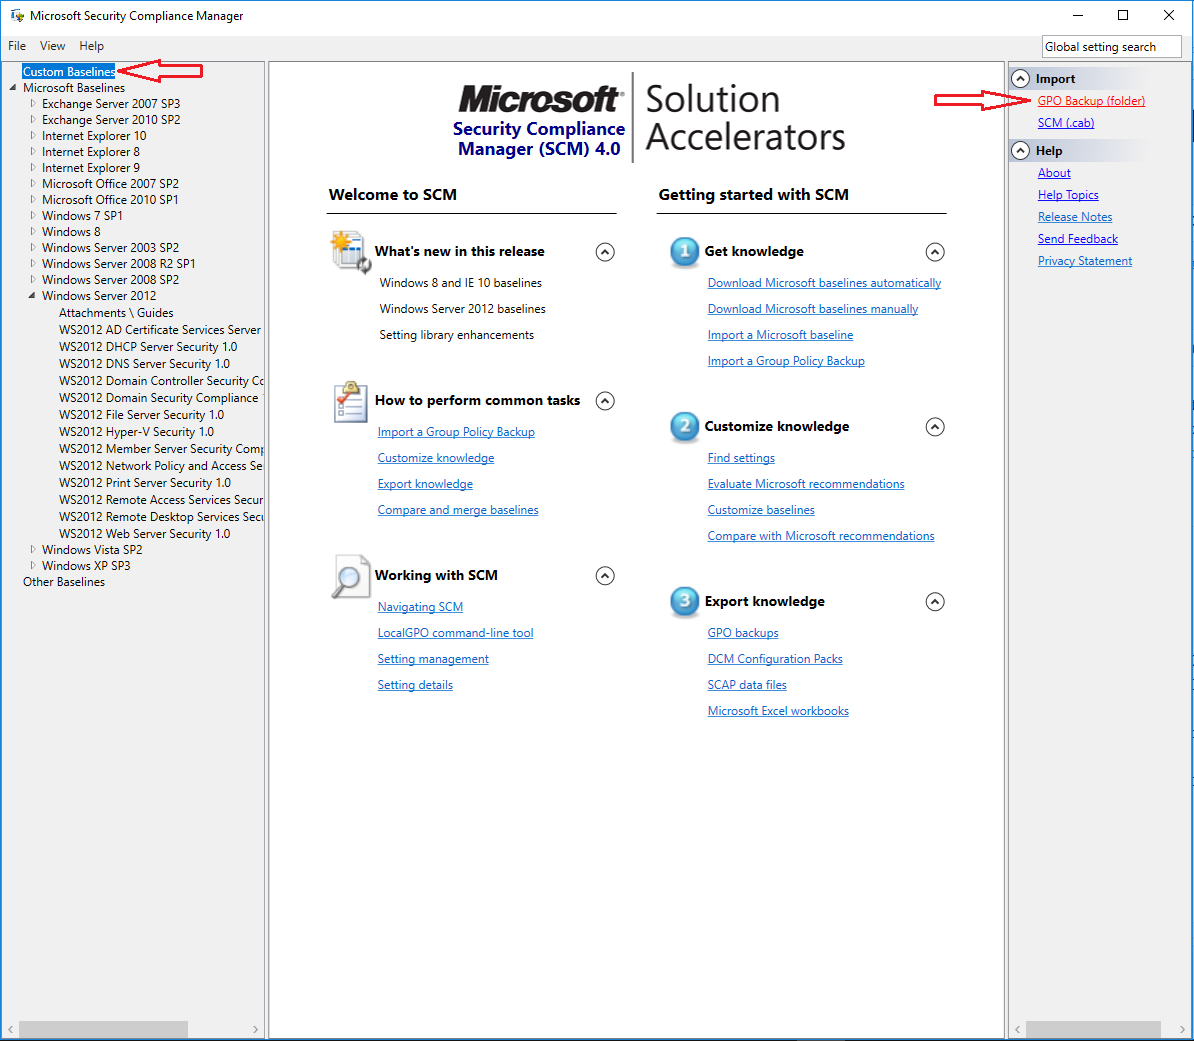 Microsoft Security Compliance Manager
File View Help
Global setting search
Custom Baselines
Microsoft Baselines
Exchange Server 2007 SP3
Exchange Server 2010 SP2
Internet Explorer 10
Internet Explorer 8
Internet Explorer 9
Microsoft Office 2007 SP2
Microsoft Office 2010 SP1
Windows 7 SP1
Windows 8
Windows Server 2003 SP2
Windows Server 2008 R2 SP1
Windows Server 2008 SP2
Windows Server 2012
Attachments \ Guides
WS2012 AD Certificate Services Server
WS2012 DHCP Server Security 1.0
WS2012 DNS Server Security 1.0
WS2012 Domain Controller Security Co
WS2012 Domain Security Compliance
WS2012 File Server Security 1.0
WS2012 Hyper-V Security 1.0
WS2012 Member Server Security Comp
WS2012 Network Policy and Access Se
WS2012 Print Server Security 1.0
WS2012 Remote Access Services Secur
WS2012 Remote Desktop Services Secu
WS2012 Web Server Security 1.0
Windows Vista SP2
Windows XP SP3
Other Baselines
Microsoft®
Security Compliance
Manager (SCM) 4.0
Solution
Accelerators
Welcome to SCM
What's new in this release
Windows 8 and IE 10 baselines
Windows Server 2012 baselines
Setting library enhancements
How to perform common tasks
Import a Group Policy Backup
Customize knowledge
Export knowledge
Compare and merge baselines
Working with SCM
Navigating SCM
LocalGPO command-line tool
Setting management
Setting details
Getting started with SCM
1 Get knowledge
Download Microsoft baselines automatically
Download Microsoft baselines manually
Import a Microsoft baseline
Import a Group Policy Backup
2 Customize knowledge
Find settings
Evaluate Microsoft recommendations
Customize baselines
Compare with Microsoft recommendations
3 Export knowledge
GPO backups
DCM Configuration Packs
SCAP data files
Microsoft Excel workbooks
Import
GPO Backup (folder)
SCM (.cab)
Help
About
Help Topics
Release Notes
Send Feedback
Privacy Statement